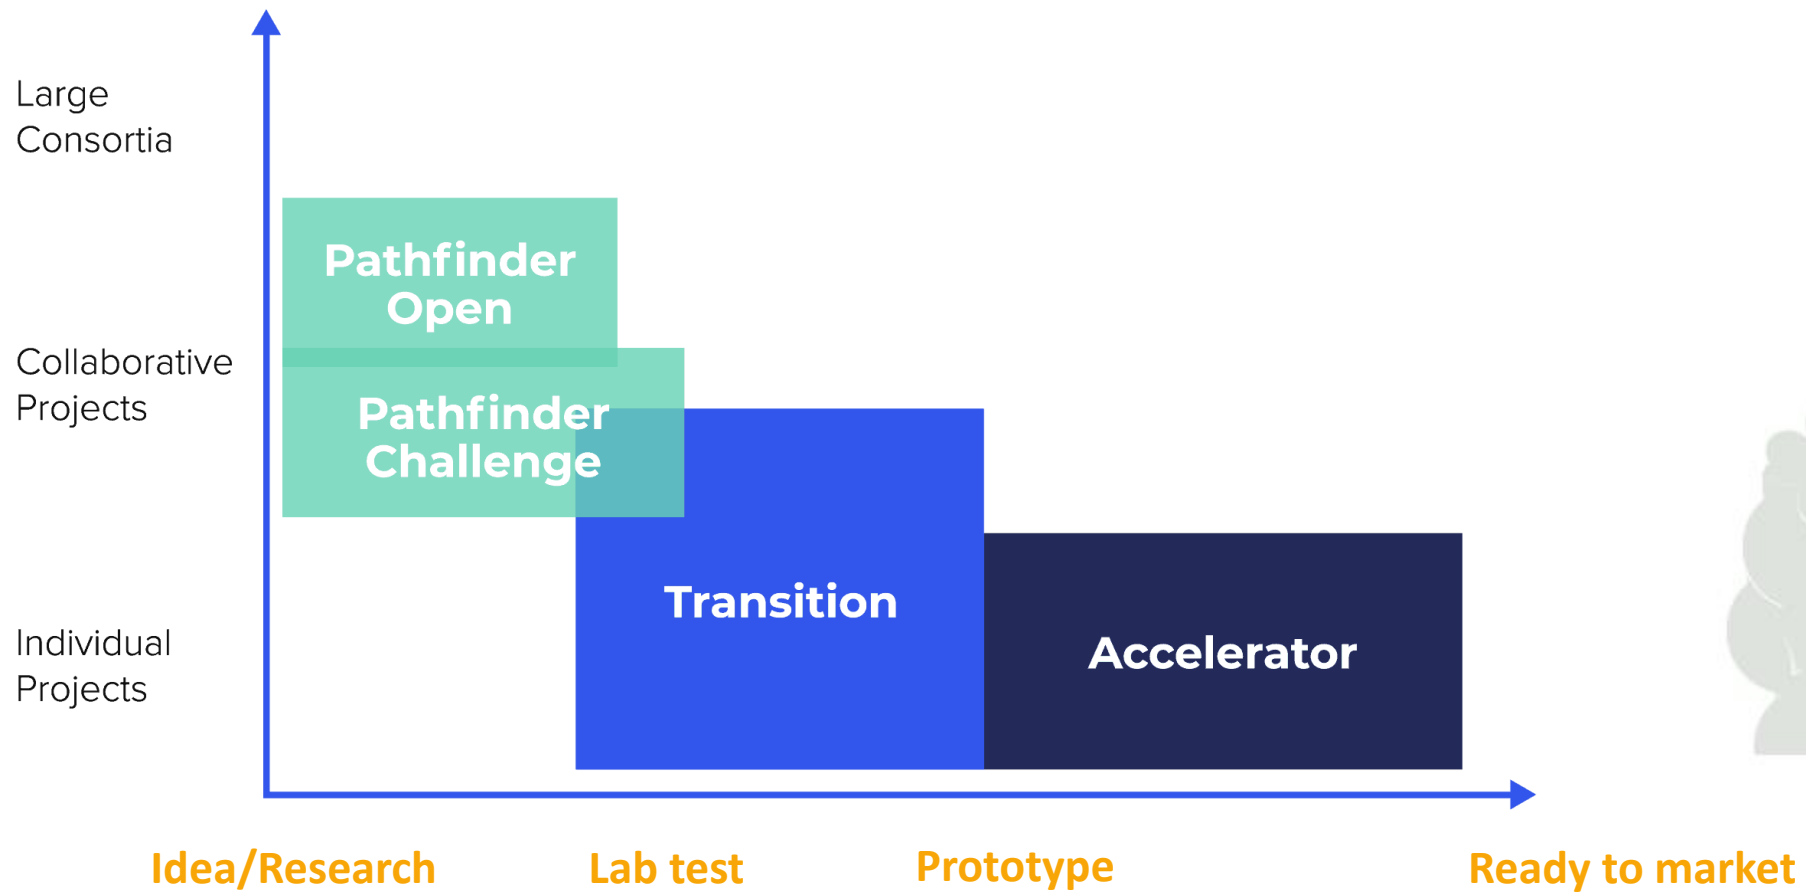 Large
Consortia
Pathfinder
Open
Collaborative
Projects
Pathfinder
Challenge
Transition
Individual
Projects
Accelerator
Idea/Research
Lab test
Prototype
Ready to market